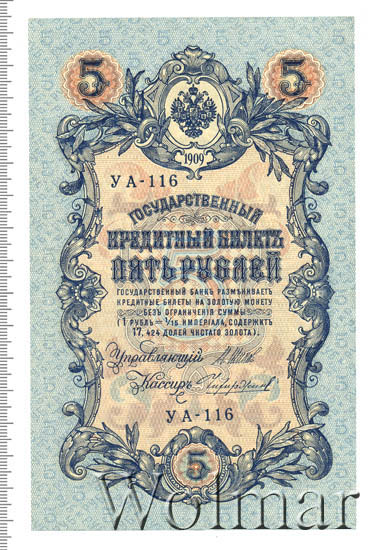 5 5
1909
УА-116
ГОСУДАРСТВЕННЫЙ
КРЕДИТНЫЙ БИЛЕТЪ
ПЯТЬ РУБЛЕЙ
ГОСУДАРСТВЕННЫЙ БАНКЪ РАЗМѢНИВАЕТЪ
КРЕДИТНЫЕ БИЛЕТЫ НА ЗОЛОТУЮ МОНЕТУ
БЕЗЪ ОГРАНИЧЕНІЯ СУММЫ
(1 РУБЛЬ = 1/15 ИМПЕРІАЛА, СОДЕРЖИТЪ
17,424 ДОЛЕЙ ЧИСТАГО ЗОЛОТА).
Управляющій
Кассиръ
УА-116
5
Wolmar